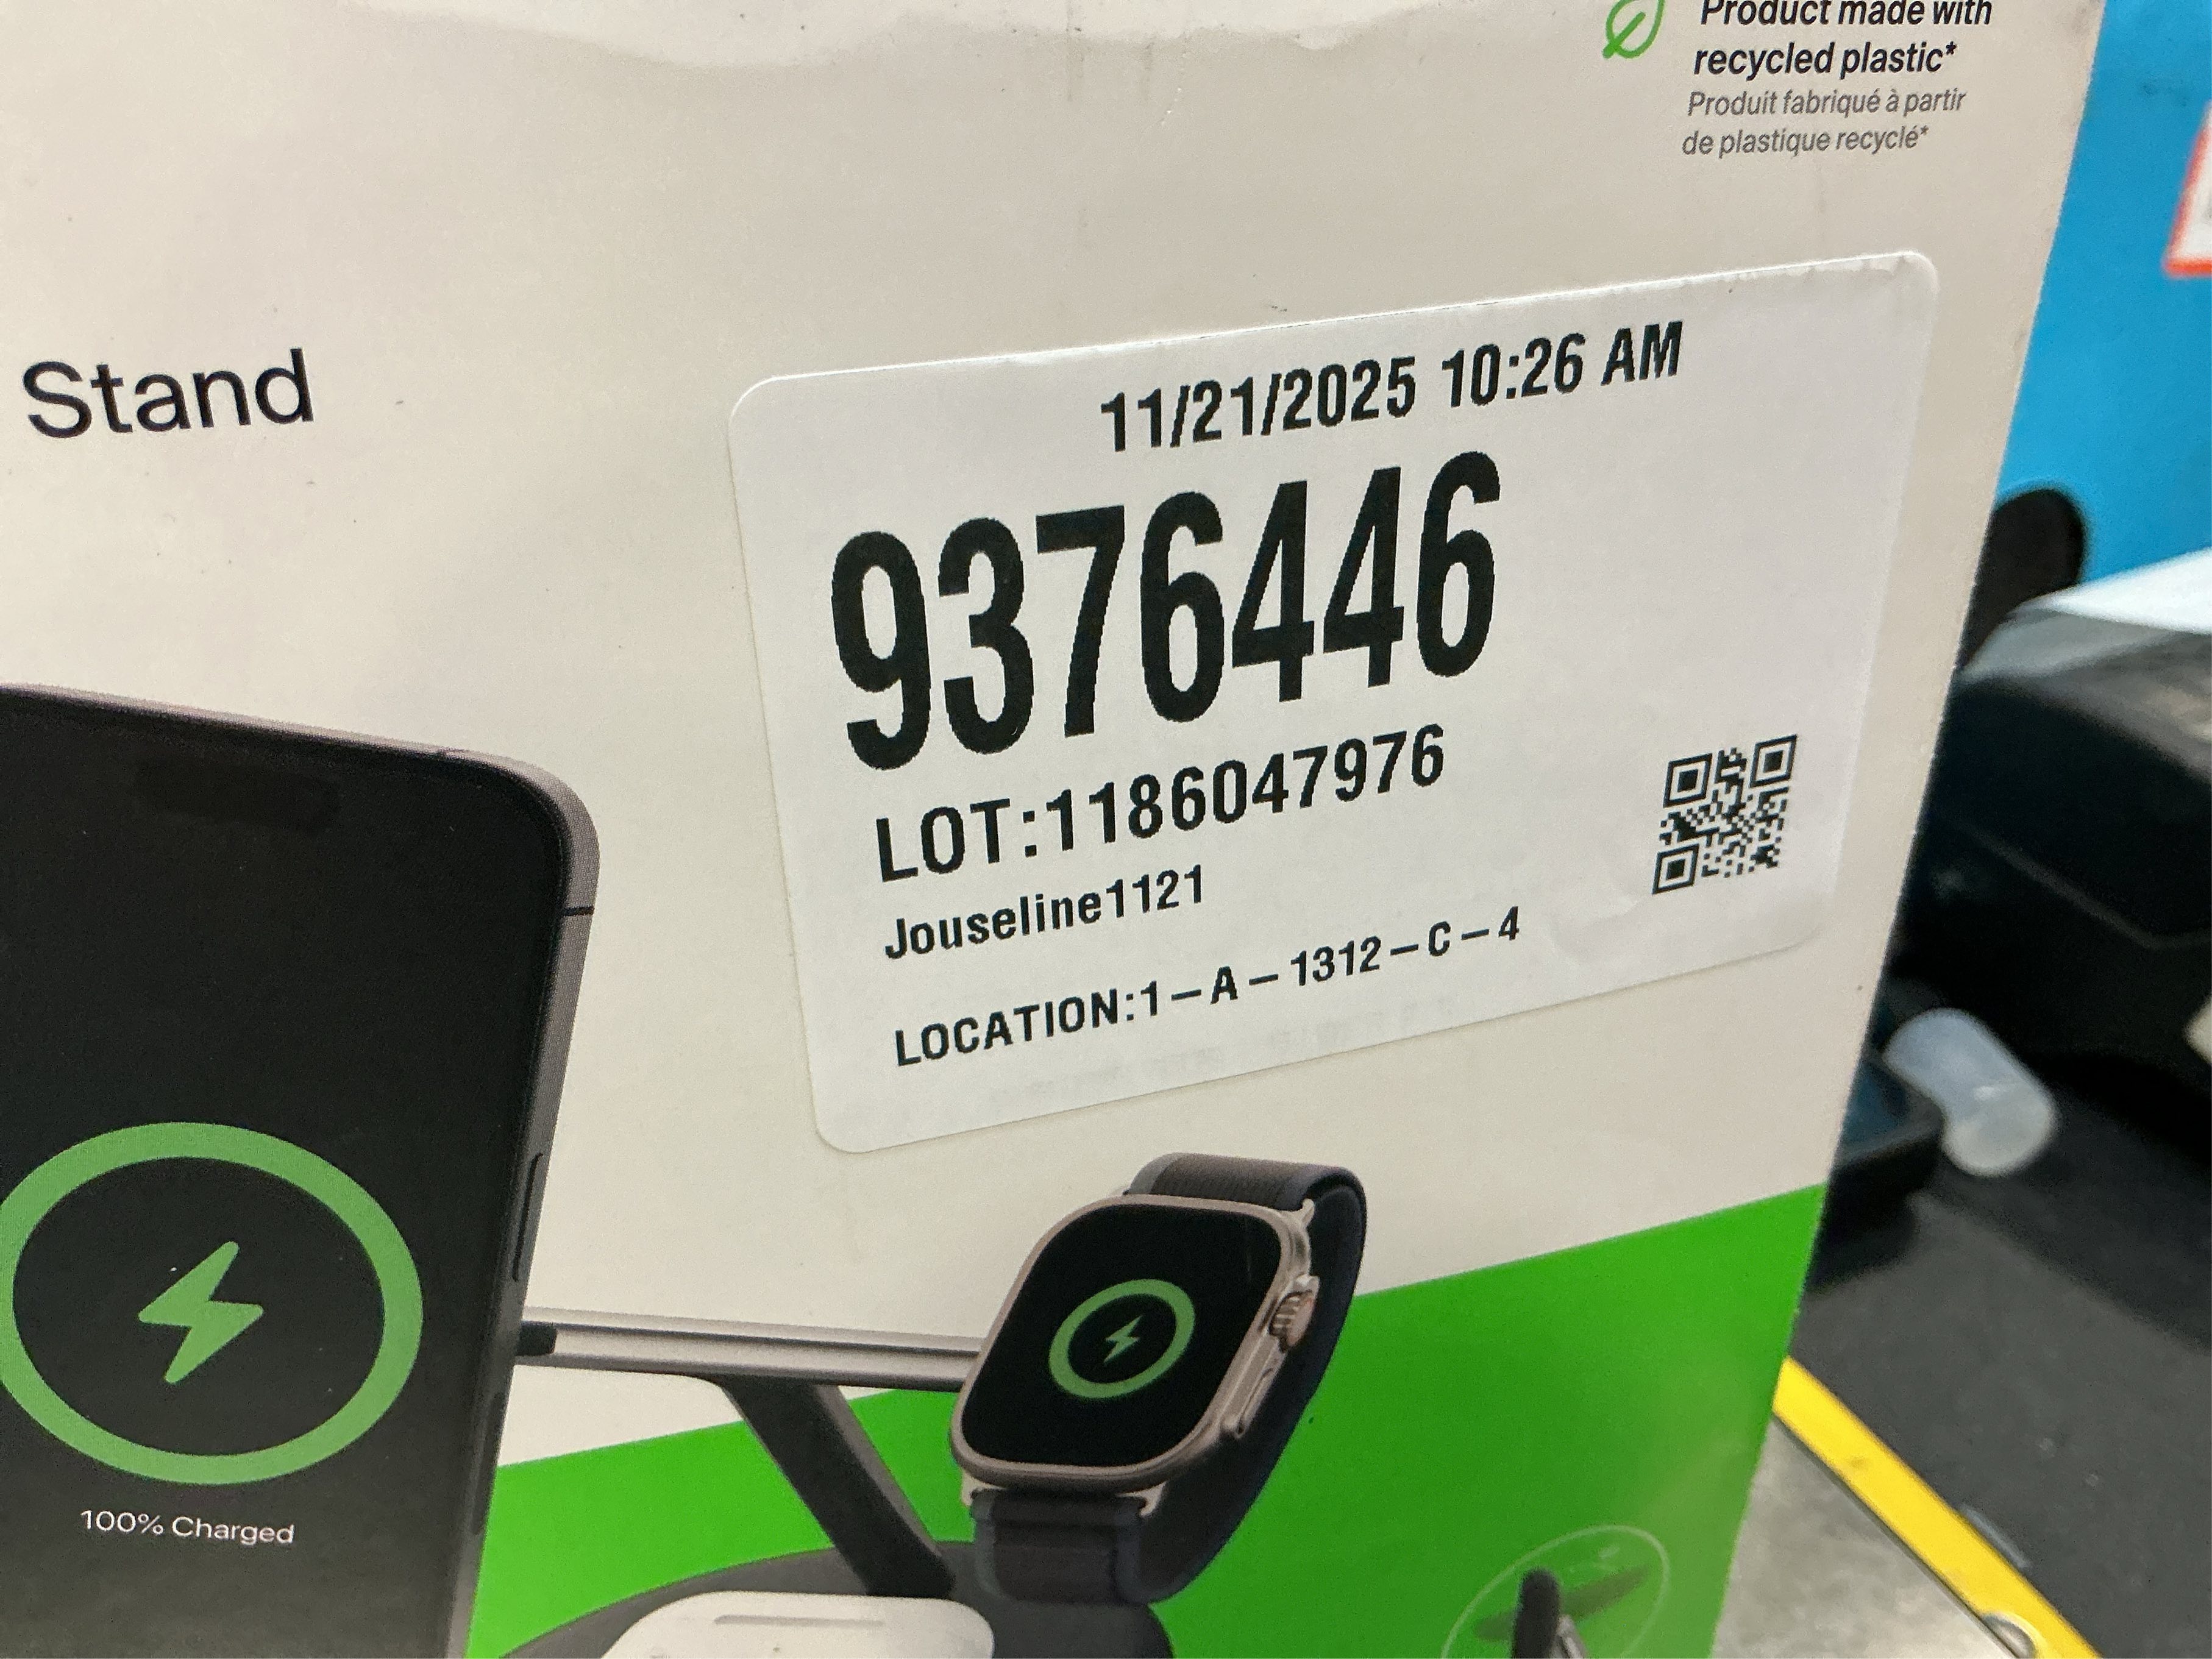 Product made with
recycled plastic*
Produit fabriqué à partir
de plastique recyclé*
Stand
11/21/2025 10:26 AM
9376446
LOT:1186047976
Jouseline1121
LOCATION:1-A-1312-C-4
100% Charged